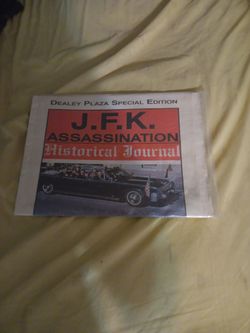 DEALEY PLAZA SPECIAL EDITION
J.F.K.
ASSASSINATION
Historical Journal